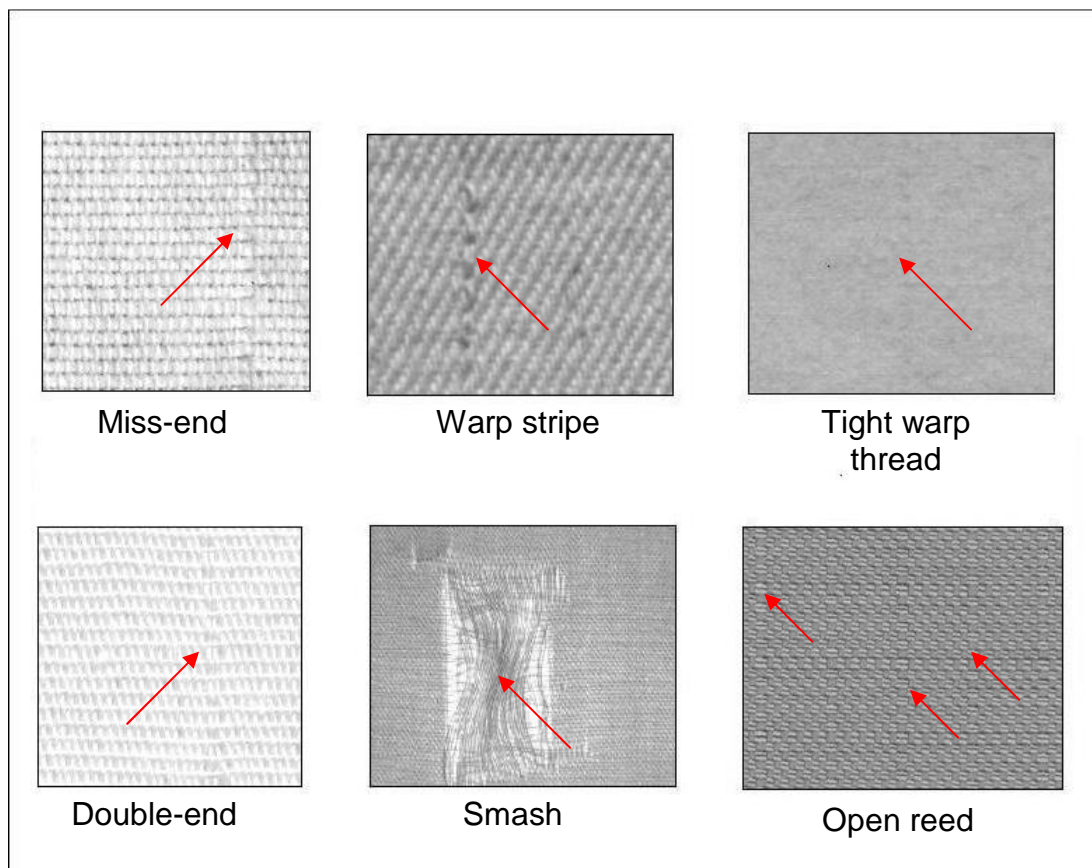 Miss-end
Warp stripe
Tight warp
thread
Double-end
Smash
Open reed